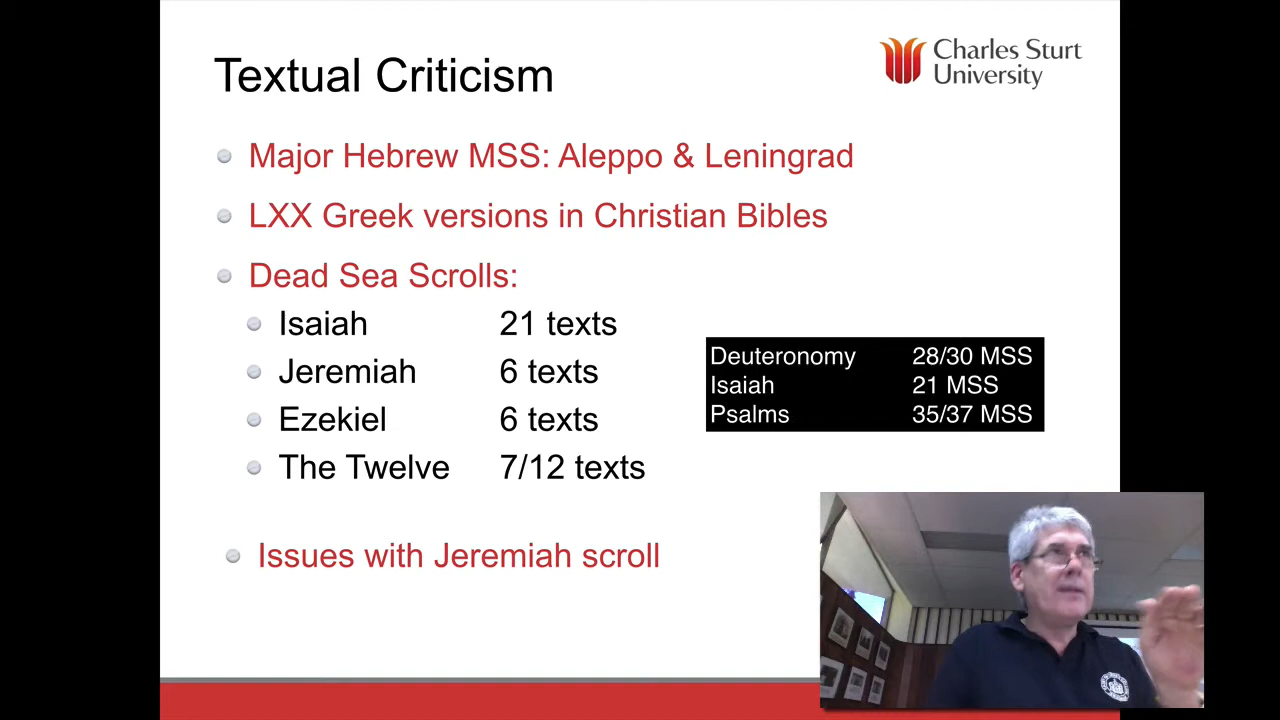 Textual Criticism
Charles Sturt
University
Major Hebrew MSS: Aleppo & Leningrad
LXX Greek versions in Christian Bibles
Dead Sea Scrolls:
Isaiah 21 texts
Jeremiah 6 texts
Ezekiel 6 texts
The Twelve 7/12 texts
Deuteronomy 28/30 MSS
Isaiah 21 MSS
Psalms 35/37 MSS
Issues with Jeremiah scroll